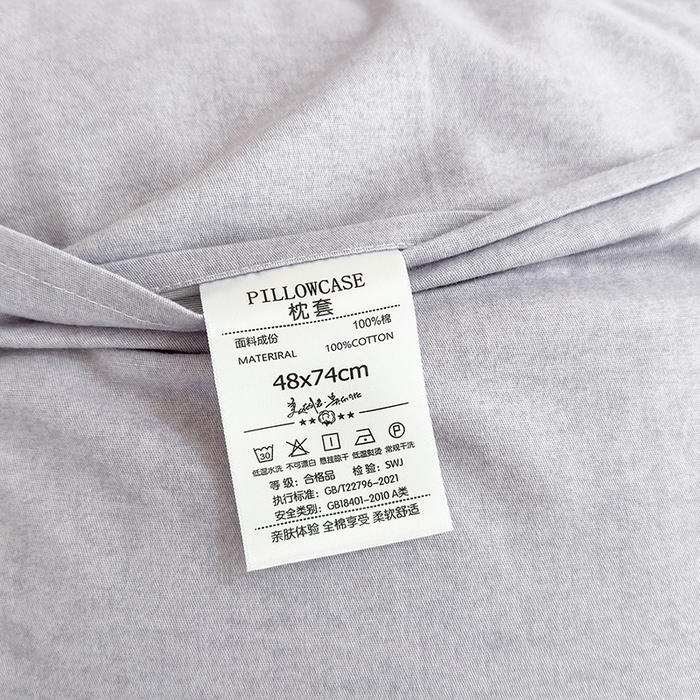 PILLOWCASE
枕套
面料成份 100%棉
MATERIRAL 100%COTTON
48x74cm
30 P
低温水洗 不可漂白 悬挂晾干 低温熨烫 常规干洗
等 级：合格品 检 验：SWJ
执行标准：GB/T22796-2021
安全类别：GB18401-2010 A类
亲肤体验 全棉享受 柔软舒适